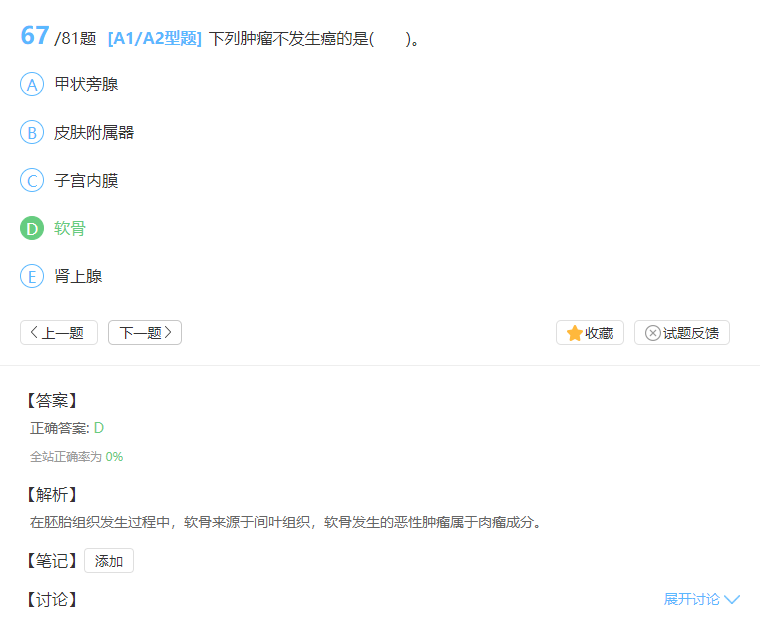 67 /81题 [A1/A2型题] 下列肿瘤不发生癌的是(  )。
A 甲状旁腺
B 皮肤附属器
C 子宫内膜
D 软骨
E 肾上腺
上一题 下一题 收藏 试题反馈
【答案】
正确答案: D
全站正确率为 0%
【解析】
在胚胎组织发生过程中，软骨来源于间叶组织，软骨发生的恶性肿瘤属于肉瘤成分。
【笔记】 添加
【讨论】 展开讨论